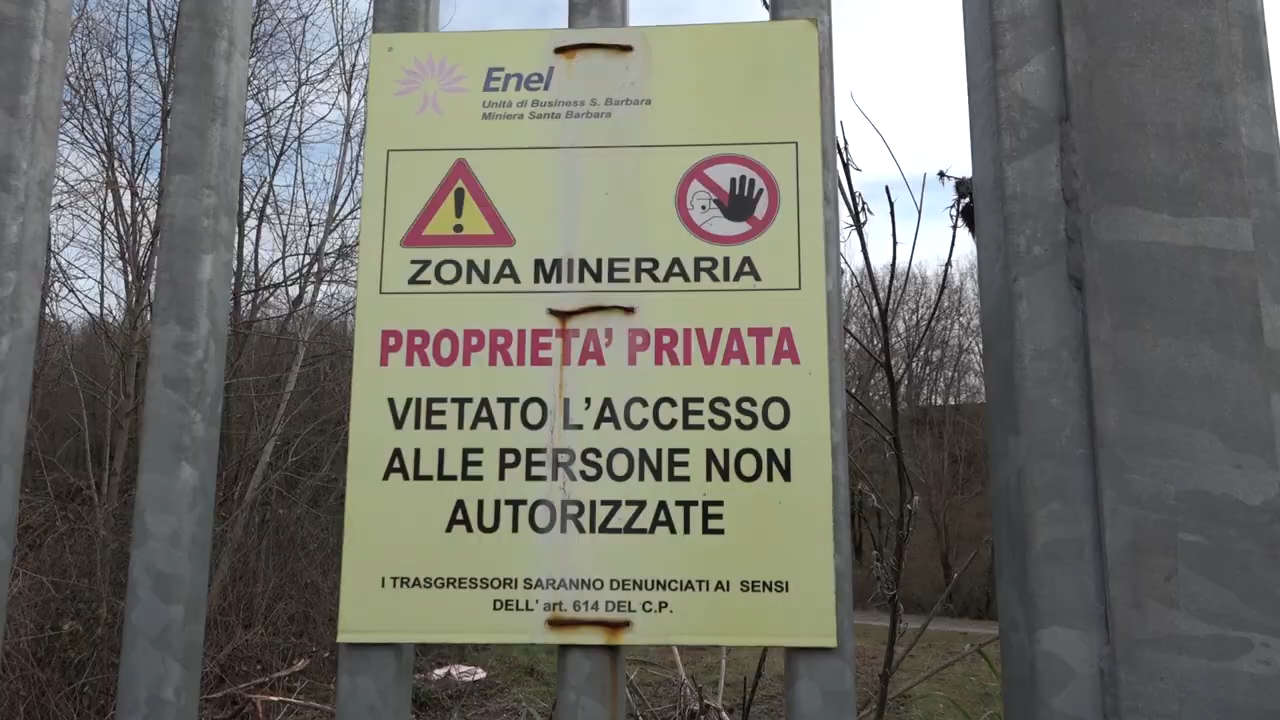 Enel
Unità di Business S. Barbara
Miniera Santa Barbara
ZONA MINERARIA
PROPRIETA' PRIVATA
VIETATO L'ACCESSO
ALLE PERSONE NON
AUTORIZZATE
I TRASGRESSORI SARANNO DENUNCIATI AI SENSI
DELL' art. 614 DEL C.P.